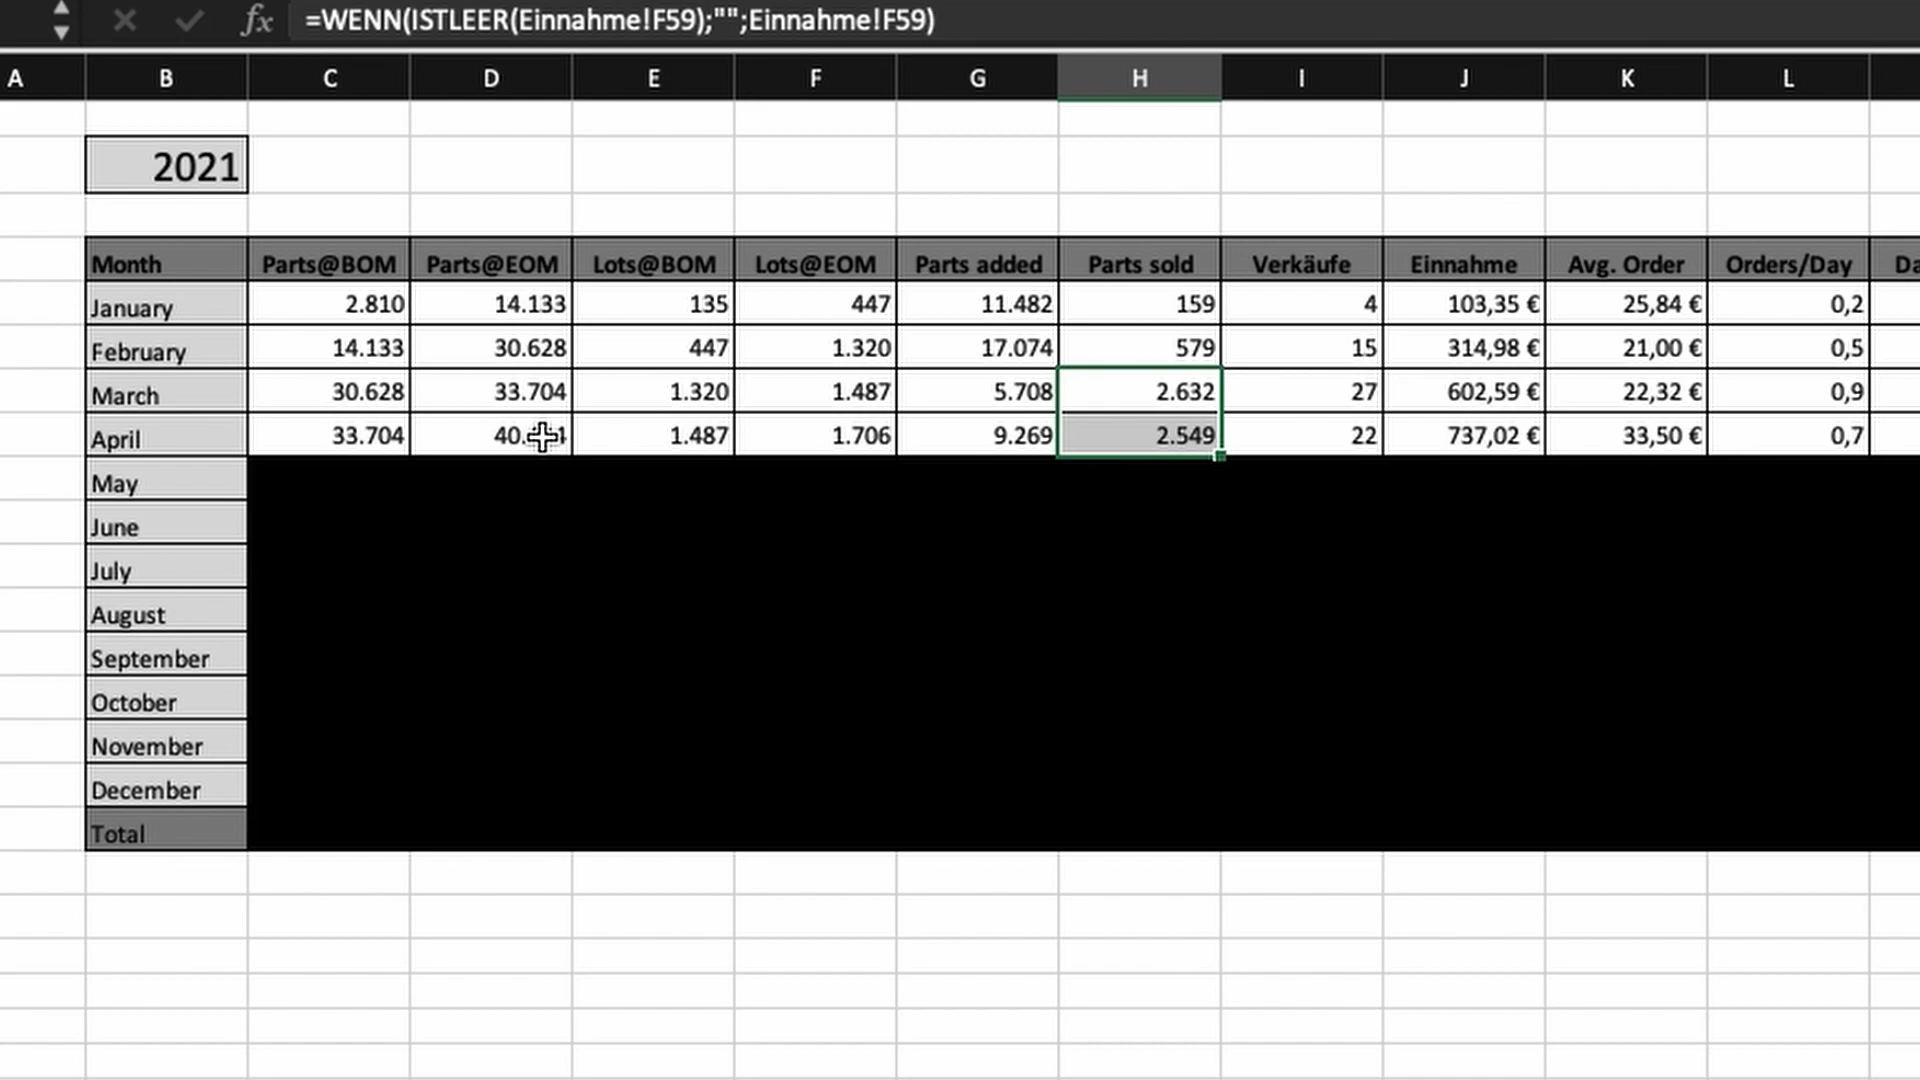 fx =WENN(ISTLEER(Einnahme!F59);"";Einnahme!F59)
A B C D E F G H I J K L
2021
Month Parts@BOM Parts@EOM Lots@BOM Lots@EOM Parts added Parts sold Verkäufe Einnahme Avg. Order Orders/Day
January 2.810 14.133 135 447 11.482 159 4 103,35 € 25,84 € 0,2
February 14.133 30.628 447 1.320 17.074 579 15 314,98 € 21,00 € 0,5
March 30.628 33.704 1.320 1.487 5.708 2.632 27 602,59 € 22,32 € 0,9
April 33.704 1.487 1.706 9.269 2.549 22 737,02 € 33,50 € 0,7
May
June
July
August
September
October
November
December
Total